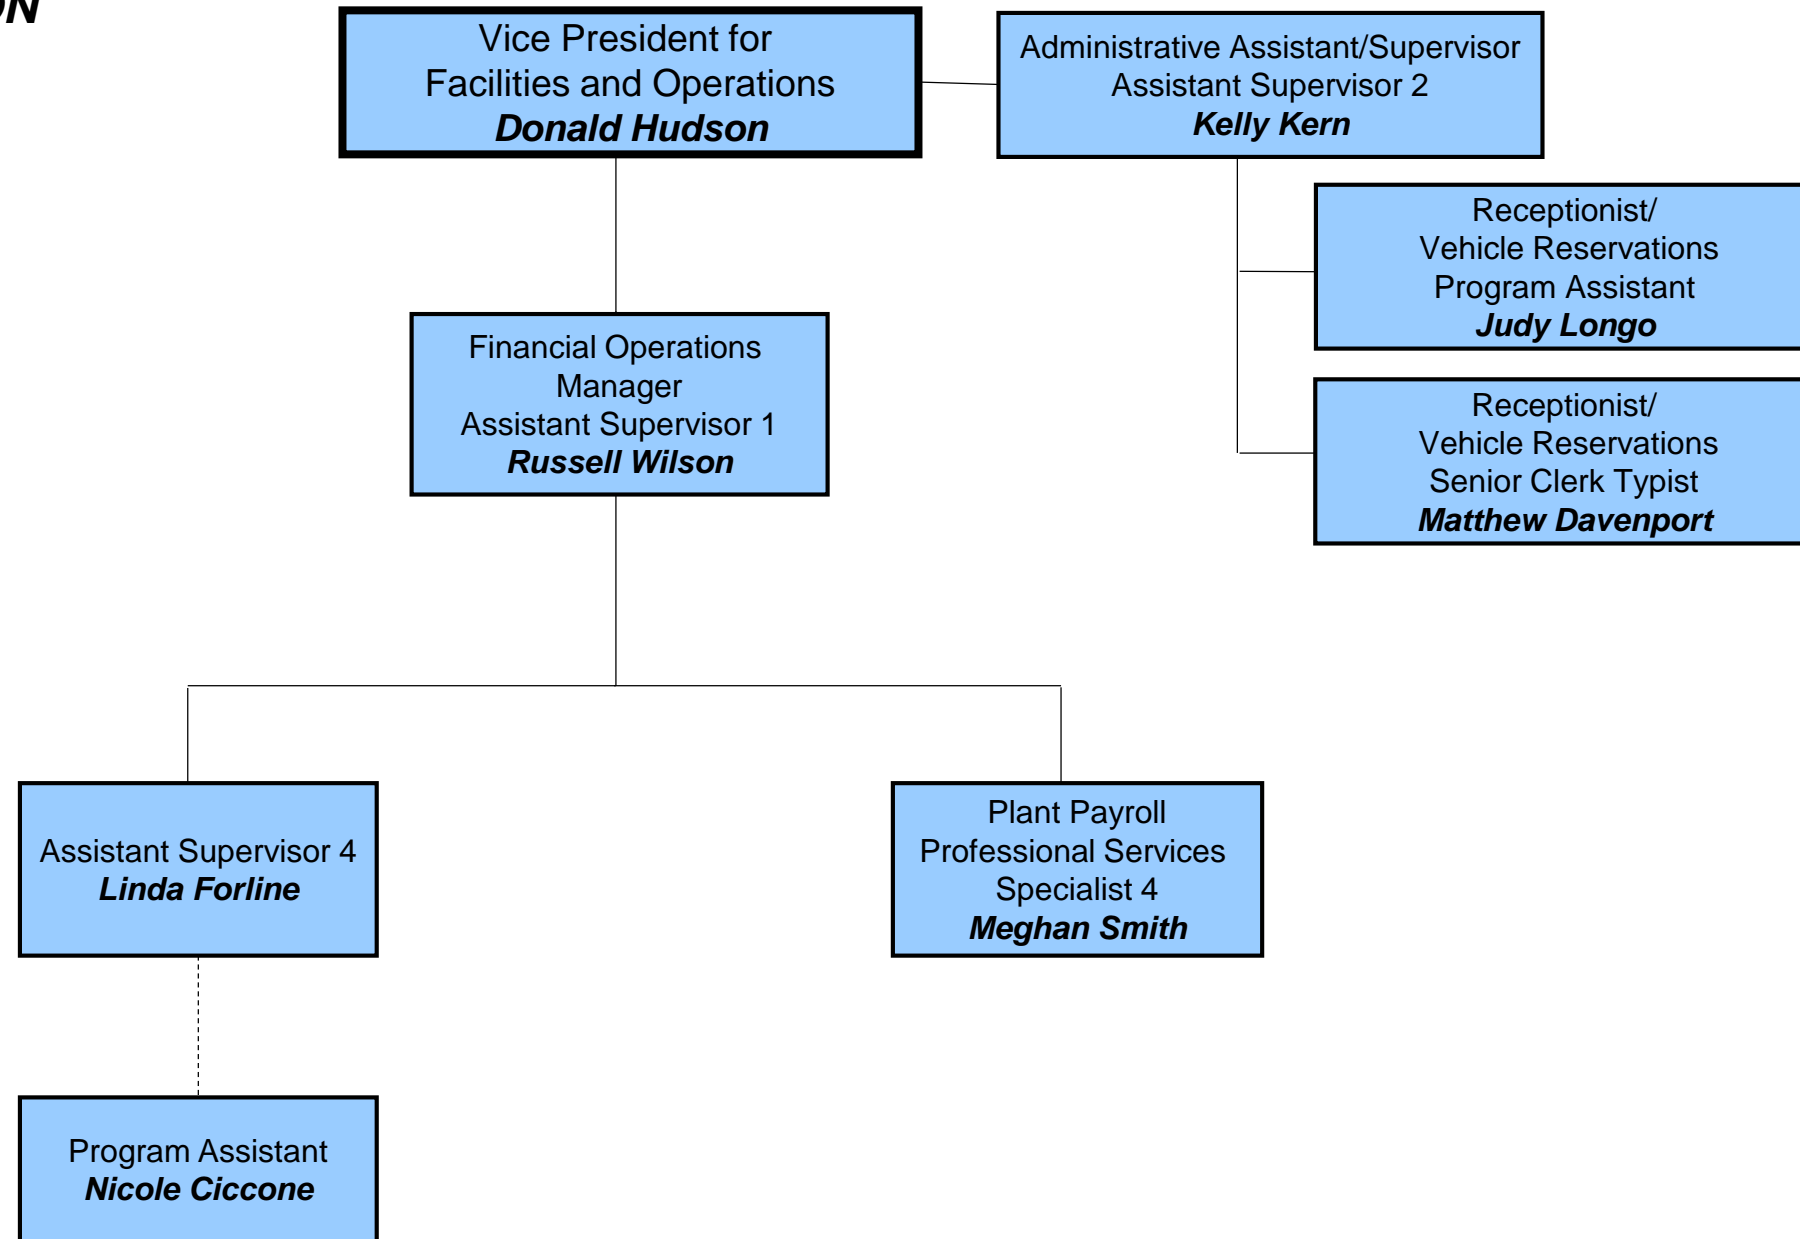 ON
Vice President for
Facilities and Operations
Donald Hudson
Administrative Assistant/Supervisor
Assistant Supervisor 2
Kelly Kern
Receptionist/
Vehicle Reservations
Program Assistant
Judy Longo
Financial Operations
Manager
Assistant Supervisor 1
Russell Wilson
Receptionist/
Vehicle Reservations
Senior Clerk Typist
Matthew Davenport
Assistant Supervisor 4
Linda Forline
Plant Payroll
Professional Services
Specialist 4
Meghan Smith
Program Assistant
Nicole Ciccone